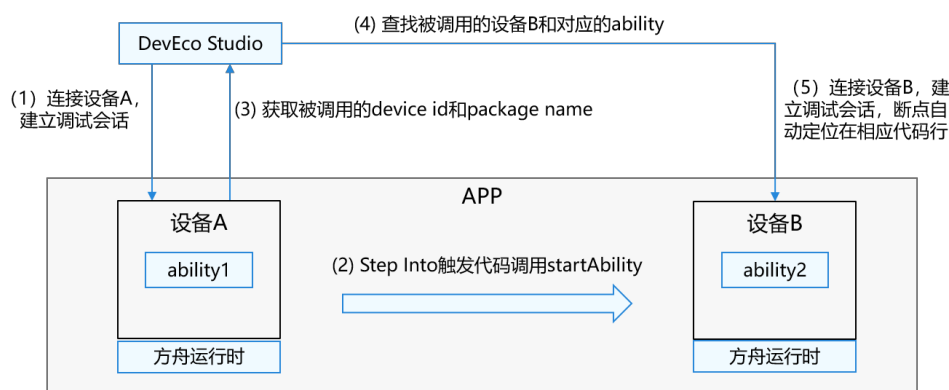 (4) 查找被调用的设备B和对应的ability
DevEco Studio
(1）连接设备A，
建立调试会话
(3) 获取被调用的device id和package name
(5）连接设备B，建
立调试会话，断点自
动定位在相应代码行
APP
设备A
设备B
ability1
(2) Step Into触发代码调用startAbility
ability2
方舟运行时
方舟运行时